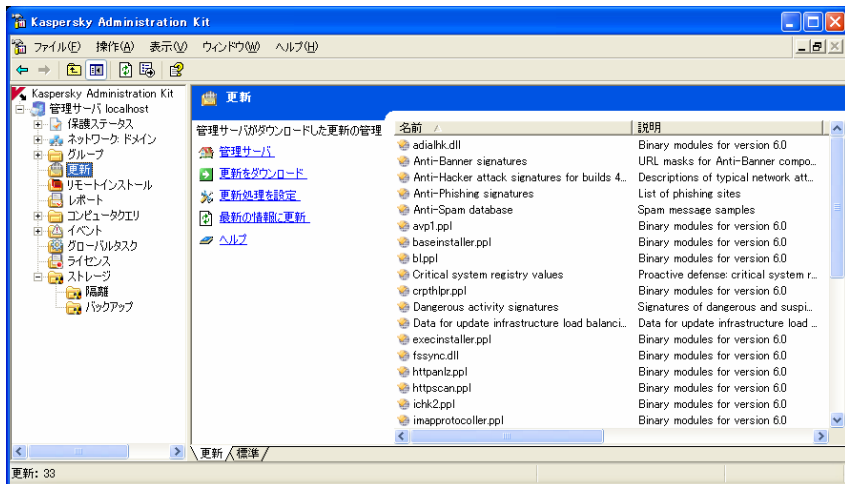 Kaspersky Administration Kit
ファイル(F) 操作(A) 表示(V) ウィンドウ(W) ヘルプ(H)
Kaspersky Administration Kit
管理サーバ localhost
保護ステータス
ネットワーク ドメイン
グループ
更新
リモートインストール
レポート
コンピュータクエリ
イベント
グローバルタスク
ライセンス
ストレージ
隔離
バックアップ
更新
管理サーバがダウンロードした更新の管理
管理サーバ
更新をダウンロード
更新処理を設定
最新の情報に更新
ヘルプ
名前 説明
adialhk.dll Binary modules for version 6.0
Anti-Banner signatures URL masks for Anti-Banner compo...
Anti-Hacker attack signatures for builds 4... Descriptions of typical network att...
Anti-Phishing signatures List of phishing sites
Anti-Spam database Spam message samples
avp1.ppl Binary modules for version 6.0
baseinstaller.ppl Binary modules for version 6.0
bl.ppl Binary modules for version 6.0
Critical system registry values Proactive defense: critical system r...
crpthlpr.ppl Binary modules for version 6.0
Dangerous activity signatures Signatures of dangerous and suspi...
Data for update infrastructure load balanci... Data for update infrastructure load ...
execinstaller.ppl Binary modules for version 6.0
fssync.dll Binary modules for version 6.0
httpanlz.ppl Binary modules for version 6.0
httpscan.ppl Binary modules for version 6.0
ichk2.ppl Binary modules for version 6.0
imapprotocoller.ppl Binary modules for version 6.0
更新 標準
更新: 33